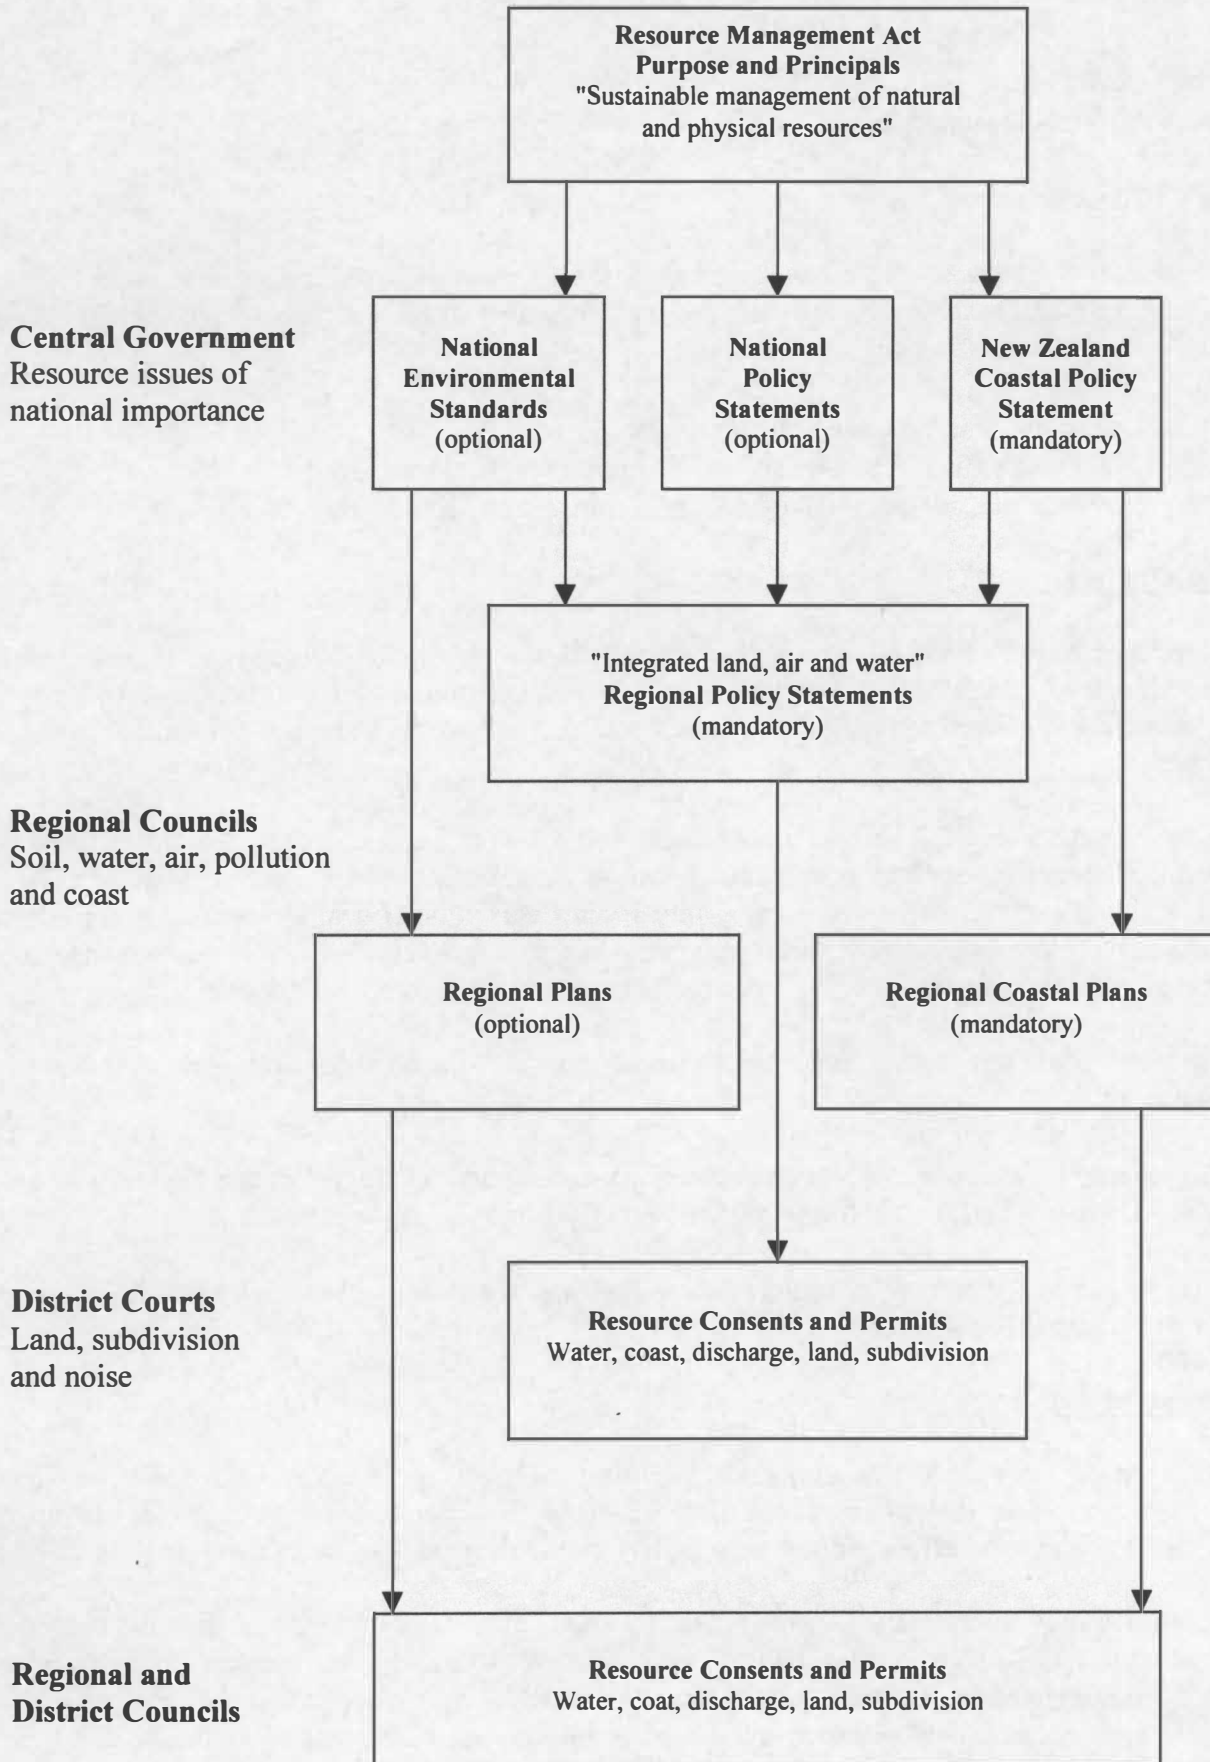 Resource Management Act
Purpose and Principals
"Sustainable management of natural
and physical resources"
Central Government
Resource issues of
national importance
National
Environmental
Standards
(optional)
National
Policy
Statements
(optional)
New Zealand
Coastal Policy
Statement
(mandatory)
"Integrated land, air and water"
Regional Policy Statements
(mandatory)
Regional Councils
Soil, water, air, pollution
and coast
Regional Plans
(optional)
Regional Coastal Plans
(mandatory)
District Courts
Land, subdivision
and noise
Resource Consents and Permits
Water, coast, discharge, land, subdivision
Regional and
District Councils
Resource Consents and Permits
Water, coat, discharge, land, subdivision